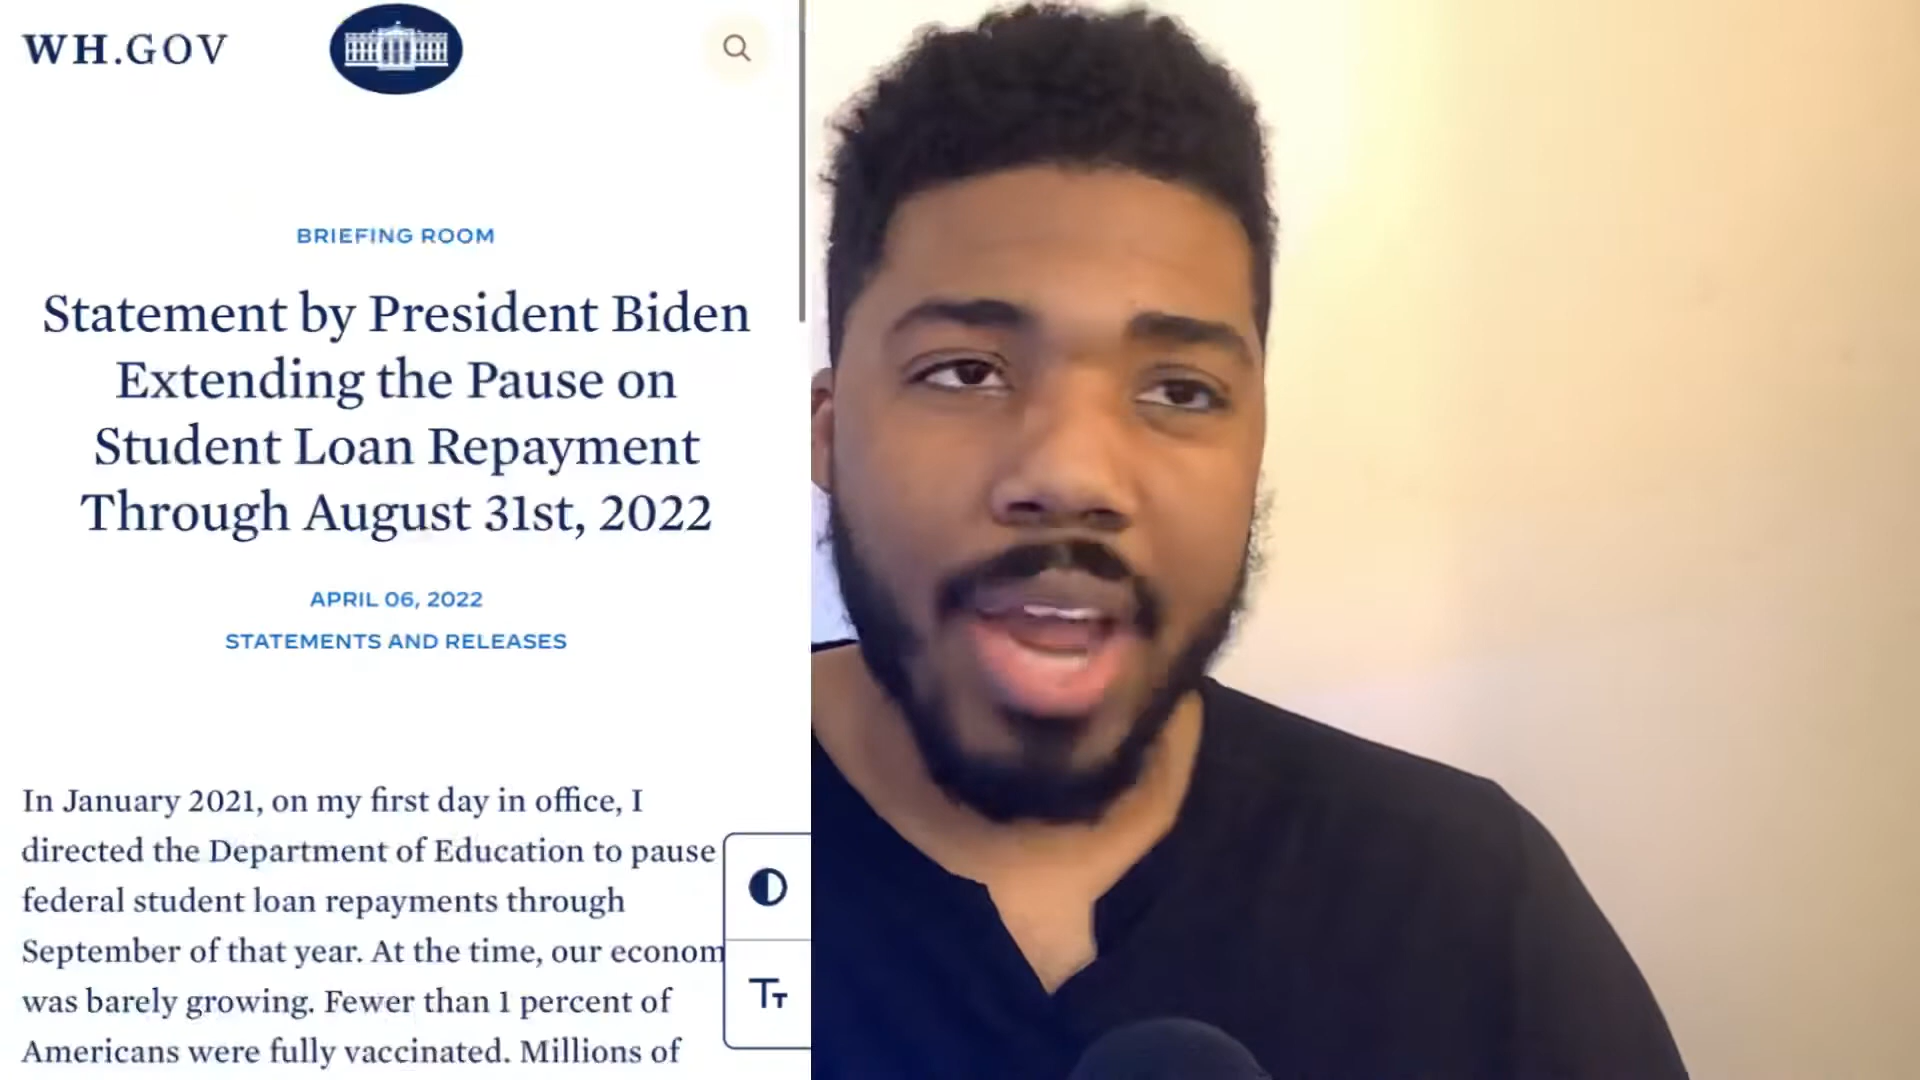 WH.GOV
BRIEFING ROOM
Statement by President Biden
Extending the Pause on
Student Loan Repayment
Through August 31st, 2022
APRIL 06, 2022
STATEMENTS AND RELEASES
In January 2021, on my first day in office, I
directed the Department of Education to pause
federal student loan repayments through
September of that year. At the time, our econom
was barely growing. Fewer than 1 percent of
Americans were fully vaccinated. Millions of
TT